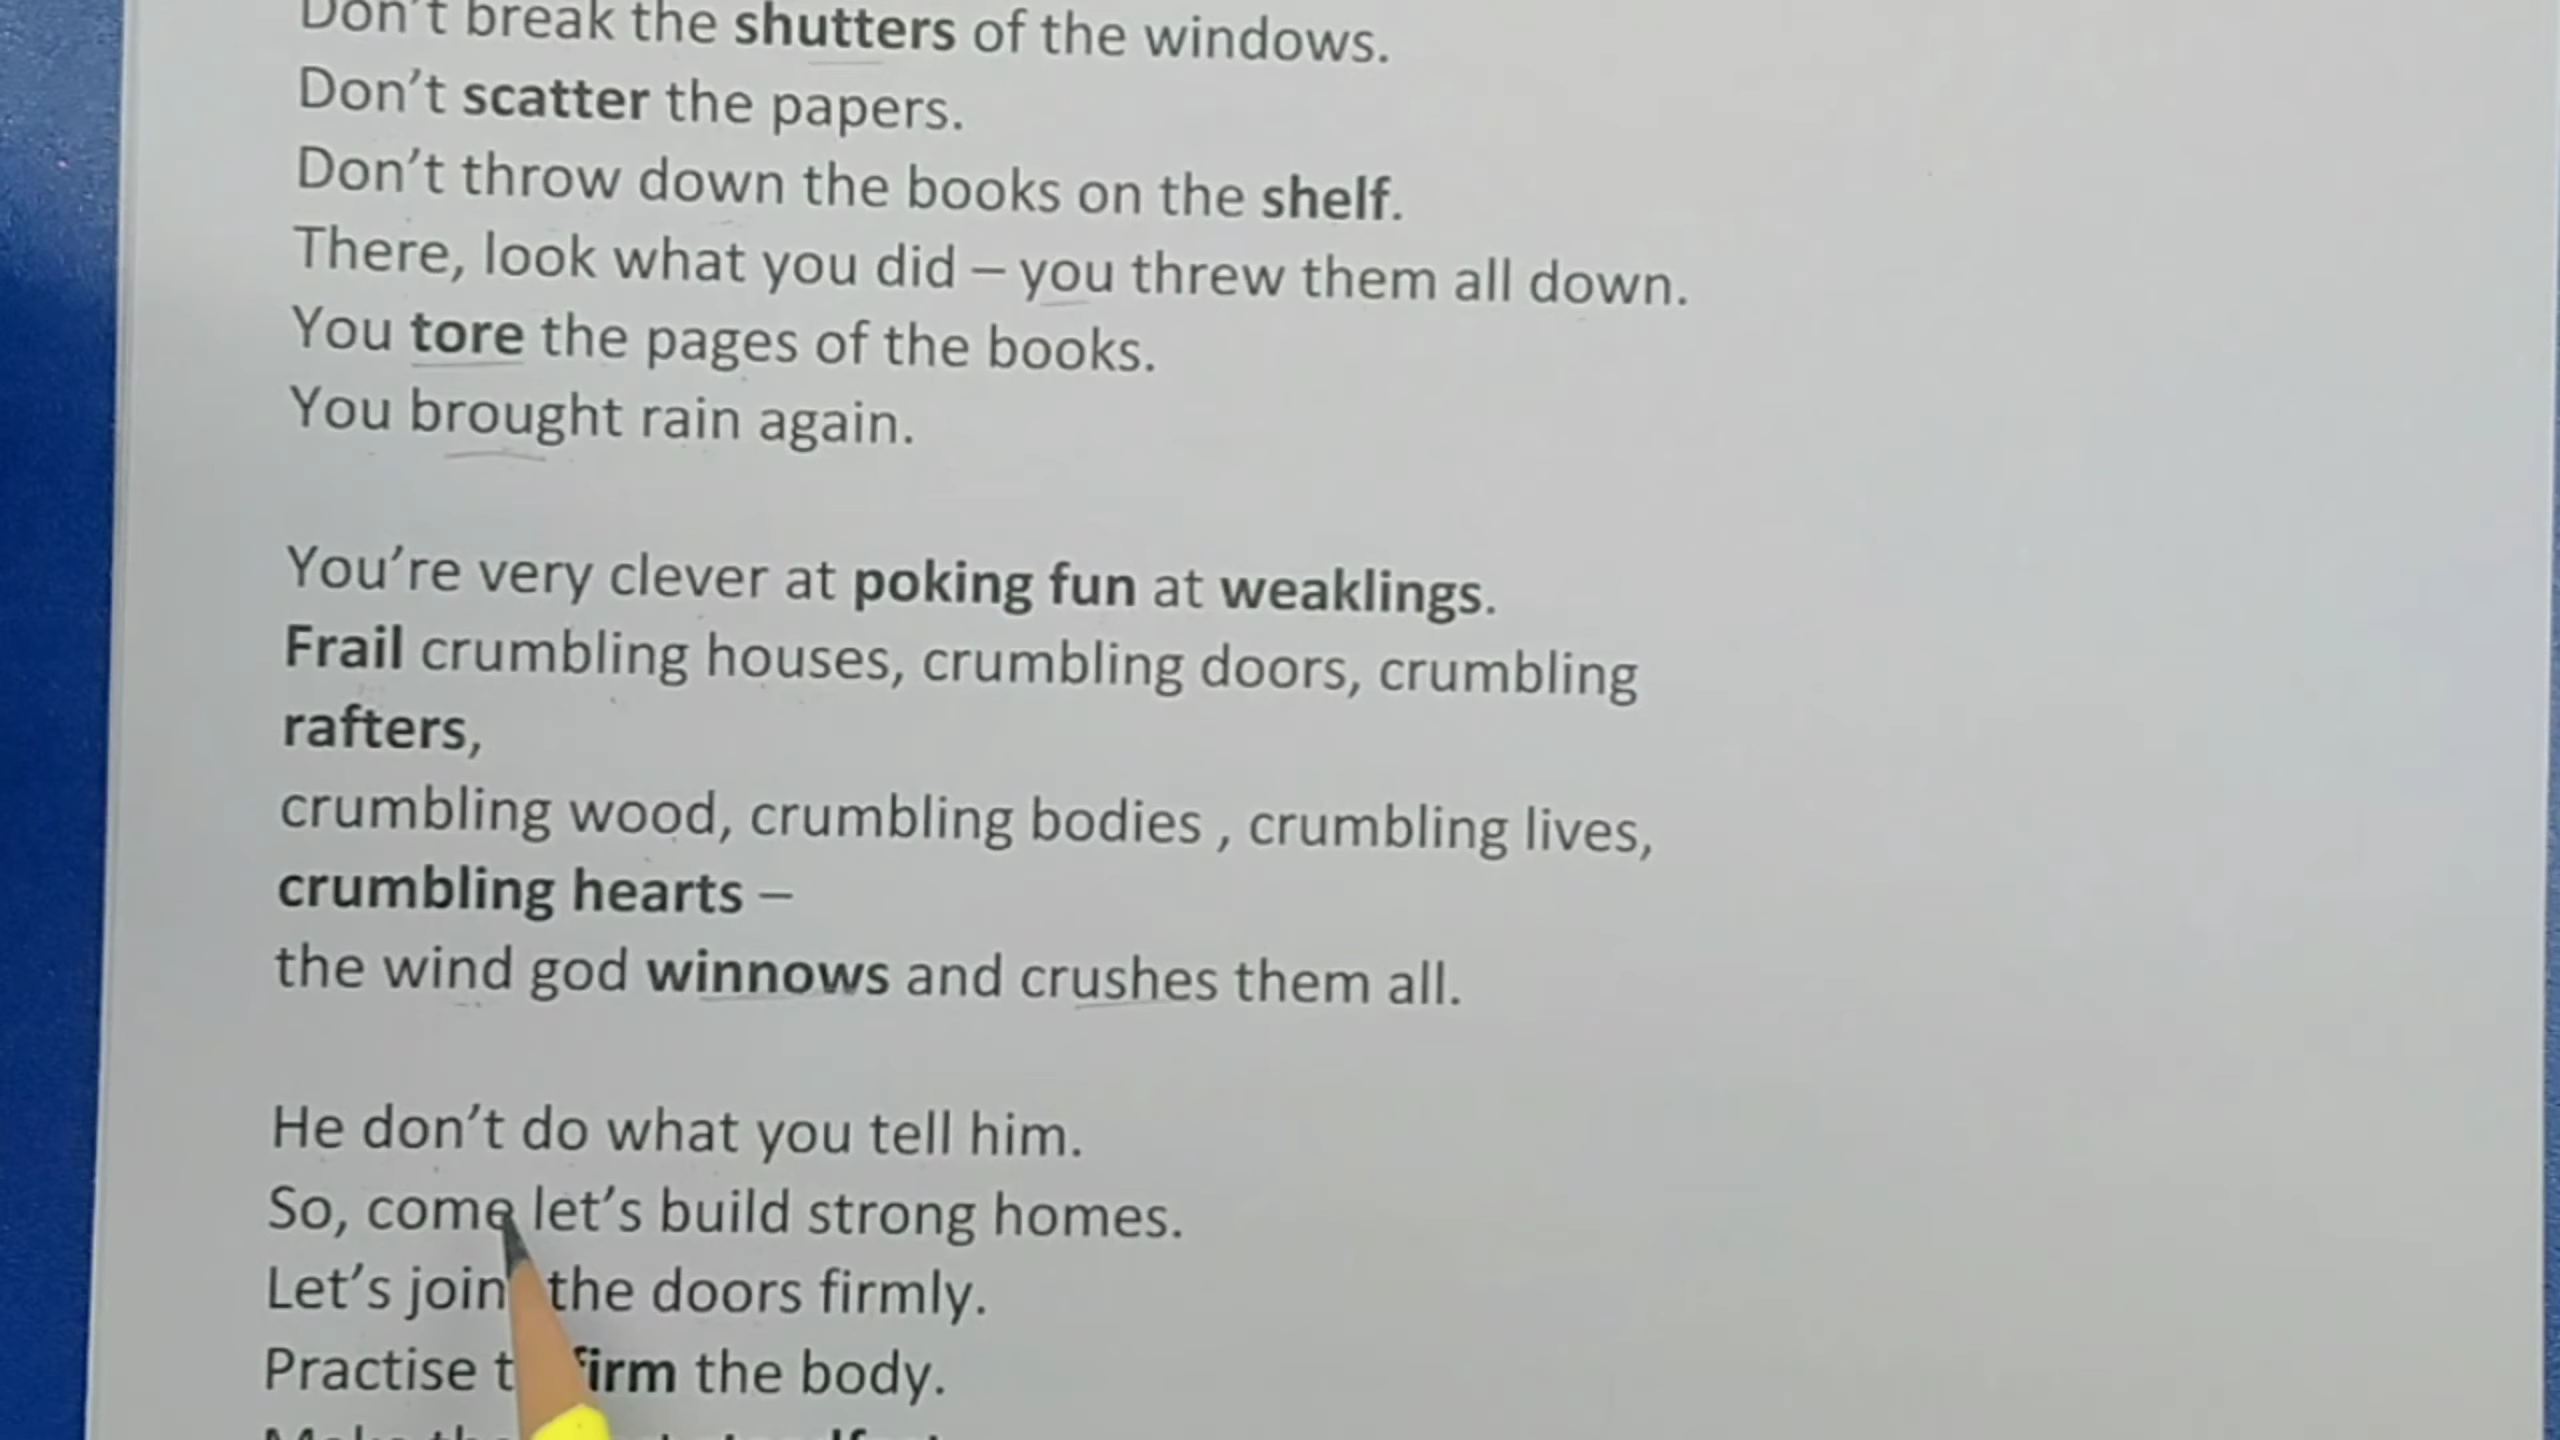 Don't break the shutters of the windows.
Don't scatter the papers.
Don't throw down the books on the shelf.
There, look what you did – you threw them all down.
You tore the pages of the books.
You brought rain again.
You're very clever at poking fun at weaklings.
Frail crumbling houses, crumbling doors, crumbling
rafters,
crumbling wood, crumbling bodies , crumbling lives,
crumbling hearts –
the wind god winnows and crushes them all.
He don't do what you tell him.
So, come let's build strong homes.
Let's join the doors firmly.
Practise firm the body.